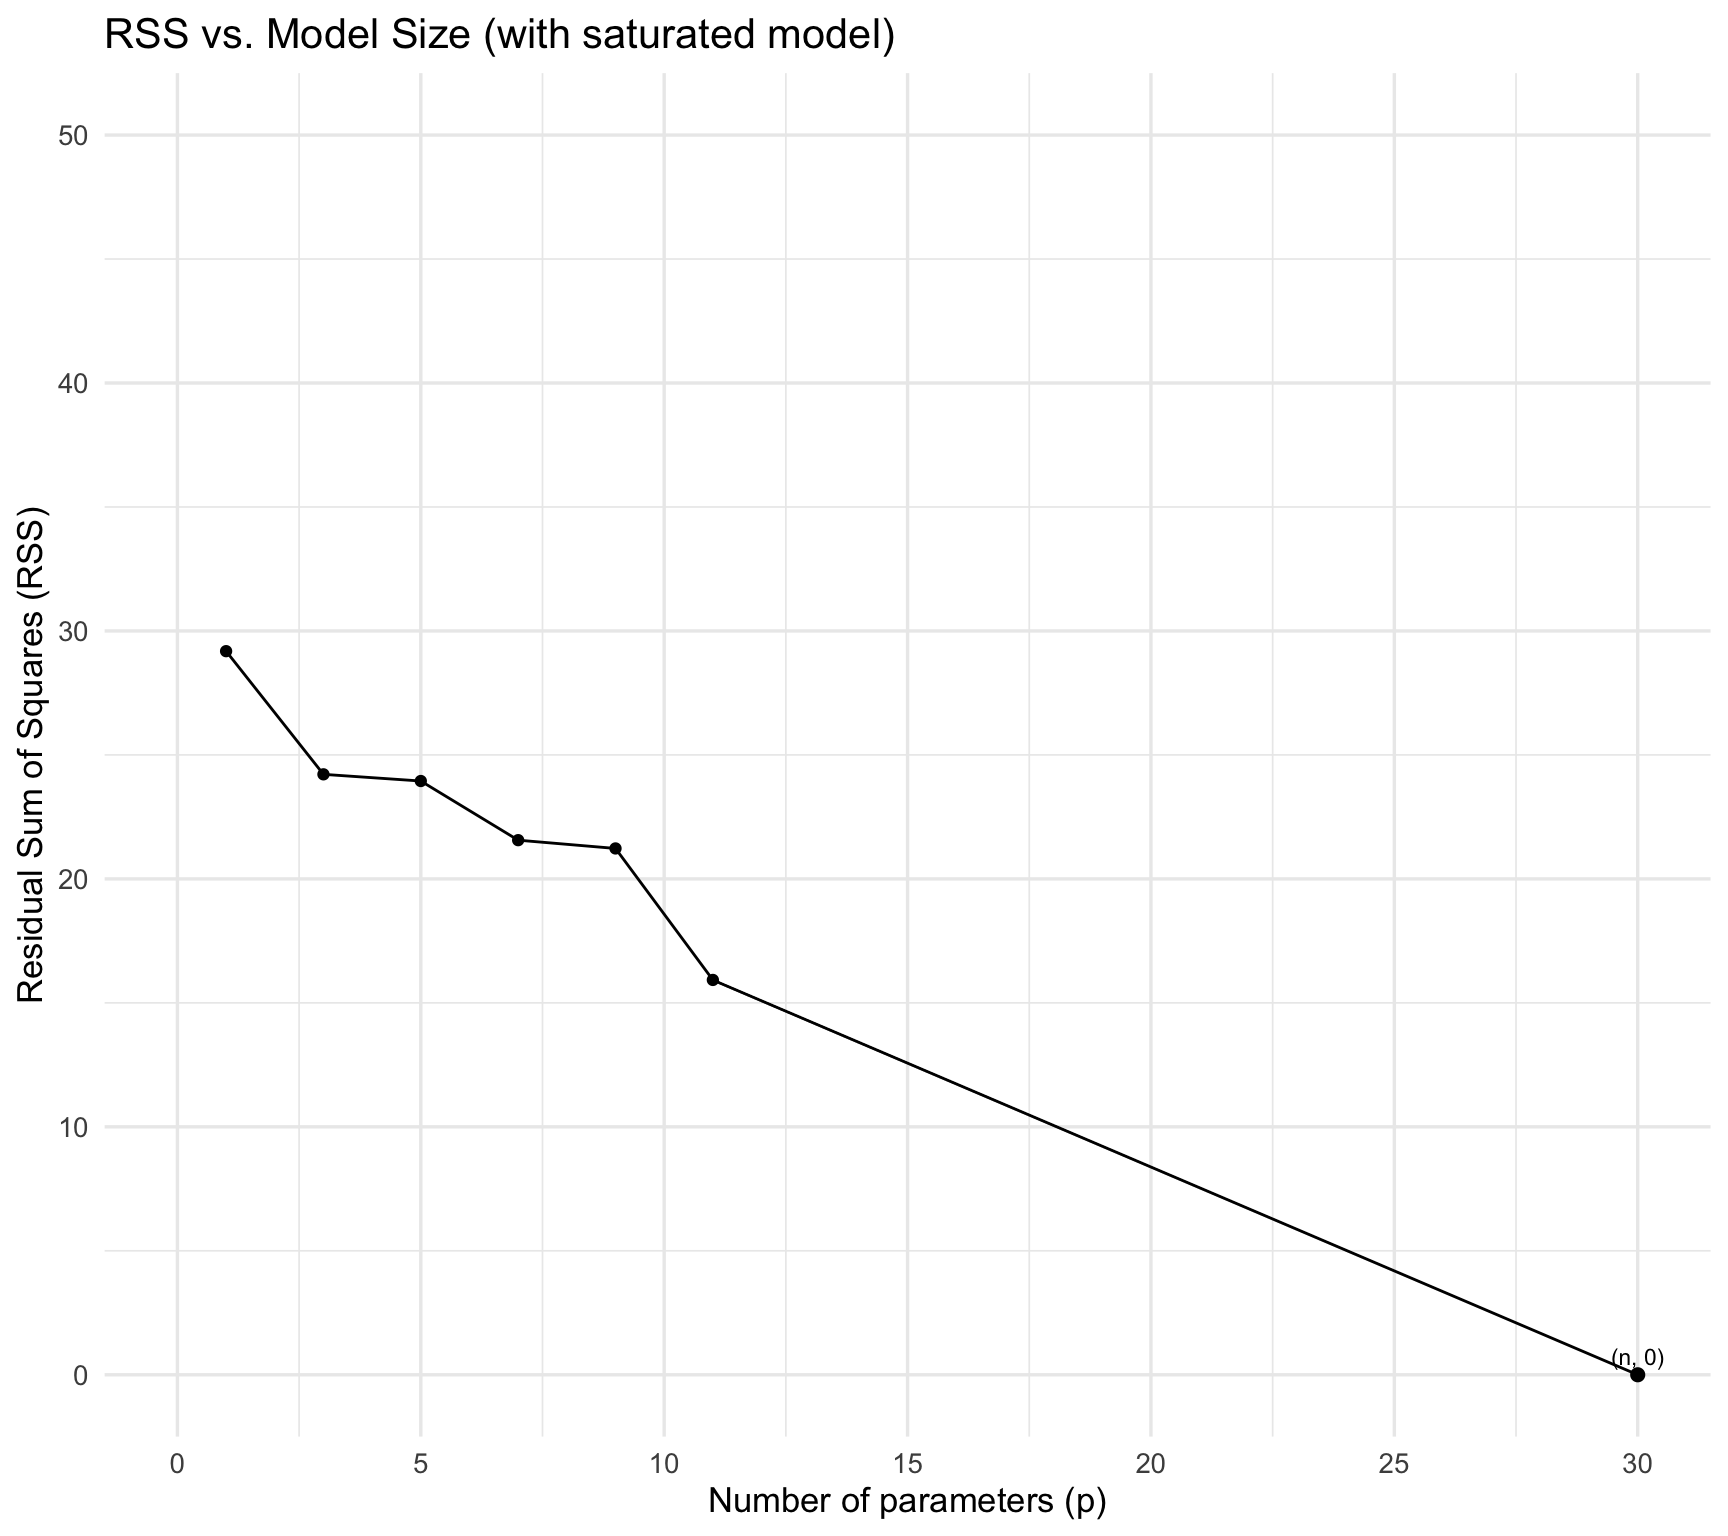 RSS vs. Model Size (with saturated model)
50
40
30
20
10
0
Residual Sum of Squares (RSS)
(n, 0)
0 5 10 15 20 25 30
Number of parameters (p)